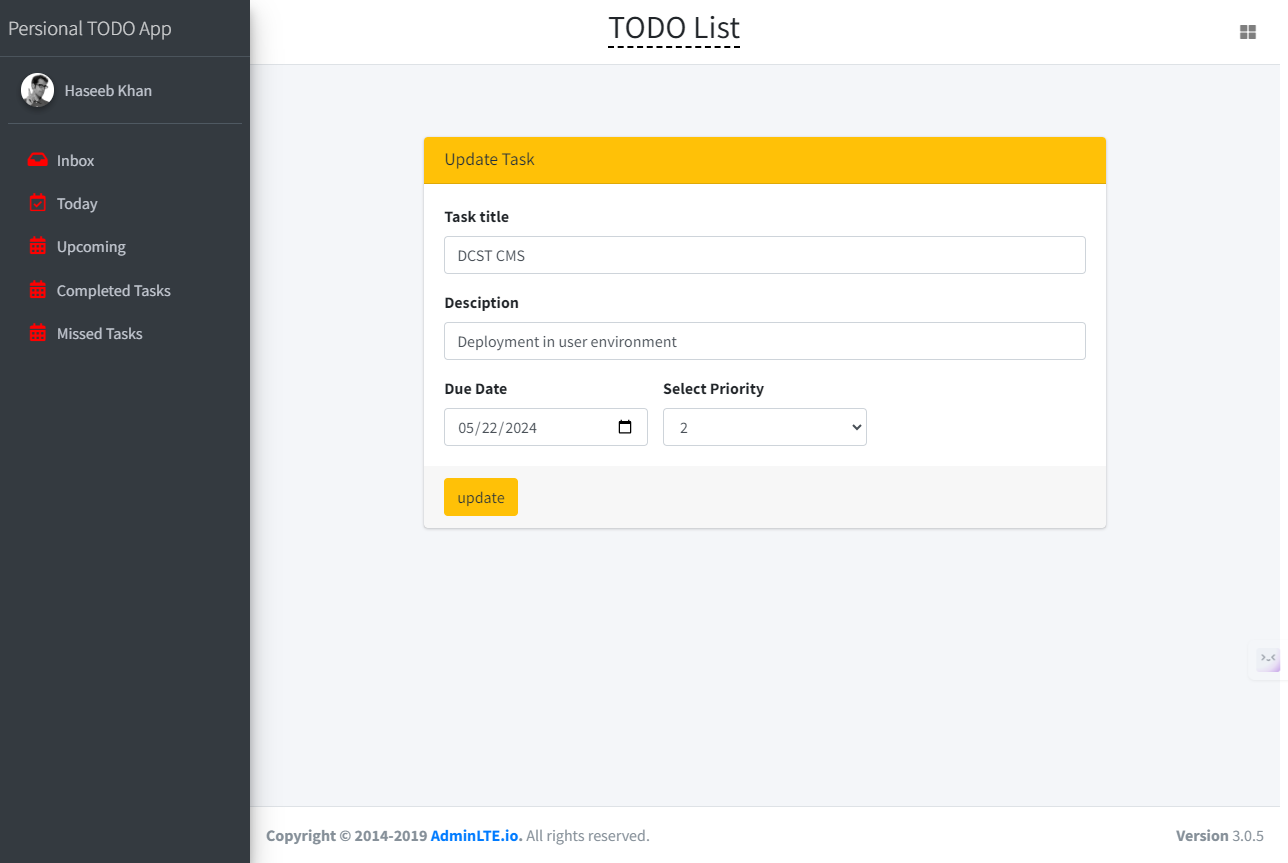 Persional TODO App
TODO List
Haseeb Khan
Inbox
Today
Upcoming
Completed Tasks
Missed Tasks
Update Task
Task title
DCST CMS
Desciption
Deployment in user environment
Due Date
Select Priority
05/22/2024
2
update
Copyright © 2014-2019 AdminLTE.io. All rights reserved.
Version 3.0.5